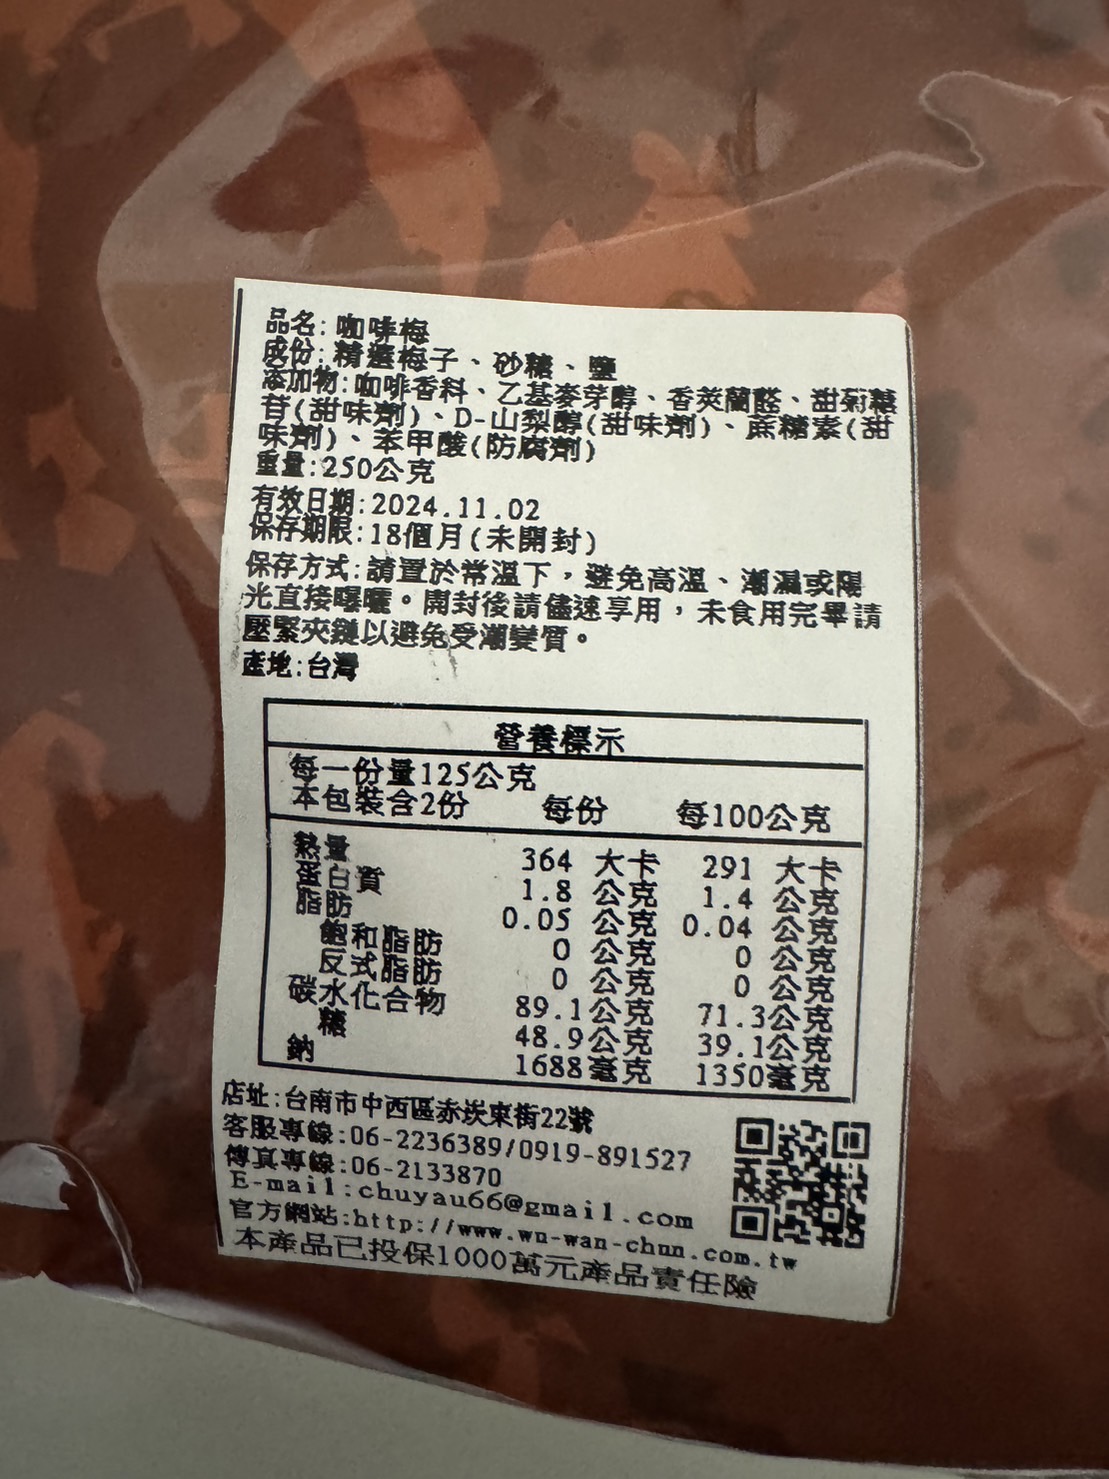 品名:咖啡梅
成份:精選梅子、砂糖、鹽
添加物:咖啡香料、乙基麥芽醇、香莢蘭醛、甜菊糖
苷(甜味劑)、D-山梨醇(甜味劑)、蔗糖素(甜
味劑)、苯甲酸(防腐劑)
重量:250公克
有效日期:2024.11.02
保存期限:18個月(未開封)
保存方式:請置於常溫下，避免高溫、潮濕或陽
光直接曝曬。開封後請儘速享用，未食用完畢請
壓緊夾鏈以避免受潮變質。
產地:台灣
營養標示
每一份量125公克
本包裝含2份 每份 每100公克
熱量 364 大卡 291 大卡
蛋白質 1.8 公克 1.4 公克
脂肪 0.05 公克 0.04 公克
飽和脂肪 0 公克 0 公克
反式脂肪 0 公克 0 公克
碳水化合物 89.1公克 71.3公克
糖 48.9公克 39.1公克
鈉 1688毫克 1350毫克
店址:台南市中西區赤崁東街22號
客服專線:06-2236389/0919-891527
傳真專線:06-2133870
E-mail:chuyau66@gmail.com
官方網站:http://www.wu-wan-chun.com.tw
本產品已投保1000萬元產品責任險